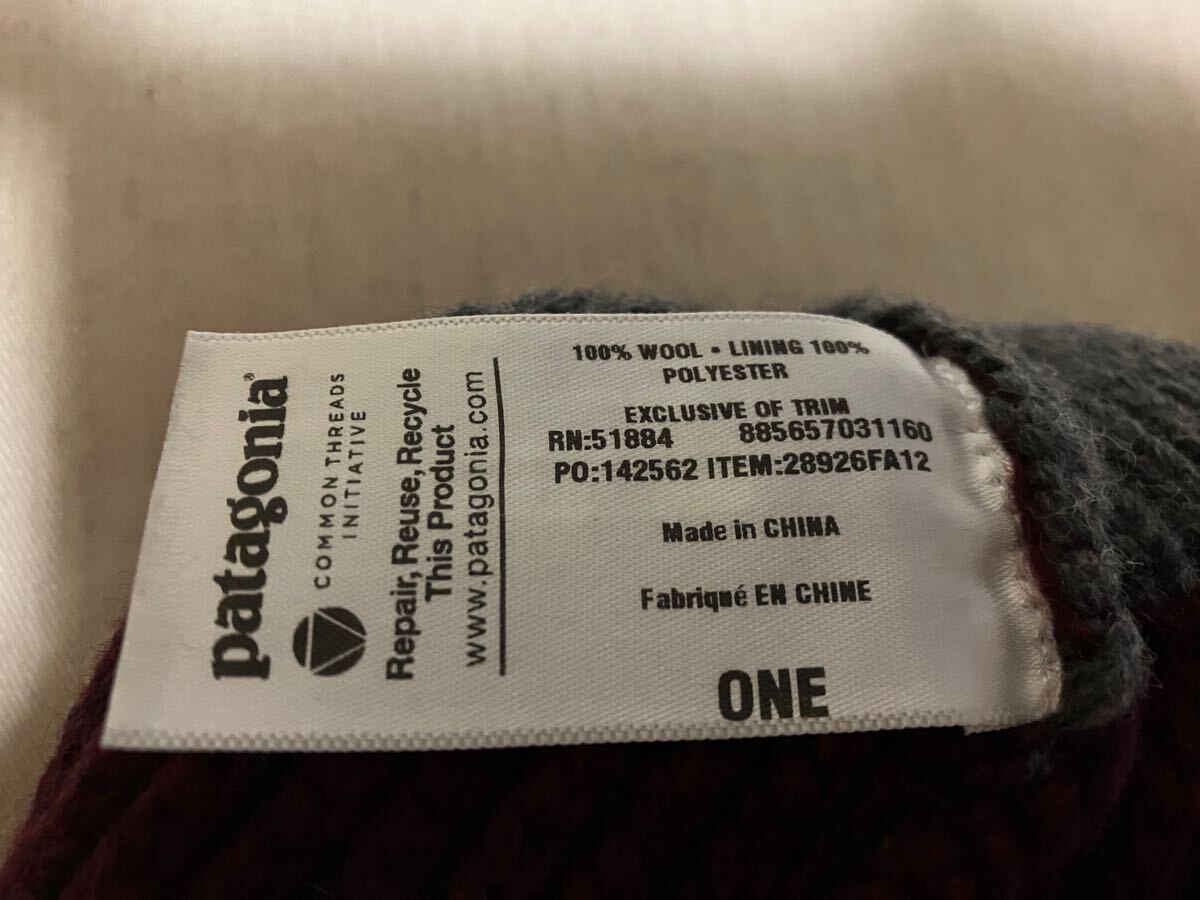 patagonia®
COMMON THREADS
INITIATIVE
Repair, Reuse, Recycle
This Product
www.patagonia.com
100% WOOL • LINING 100%
POLYESTER
EXCLUSIVE OF TRIM
RN:51884 885657031160
PO:142562 ITEM:28926FA12
Made in CHINA
Fabriqué EN CHINE
ONE